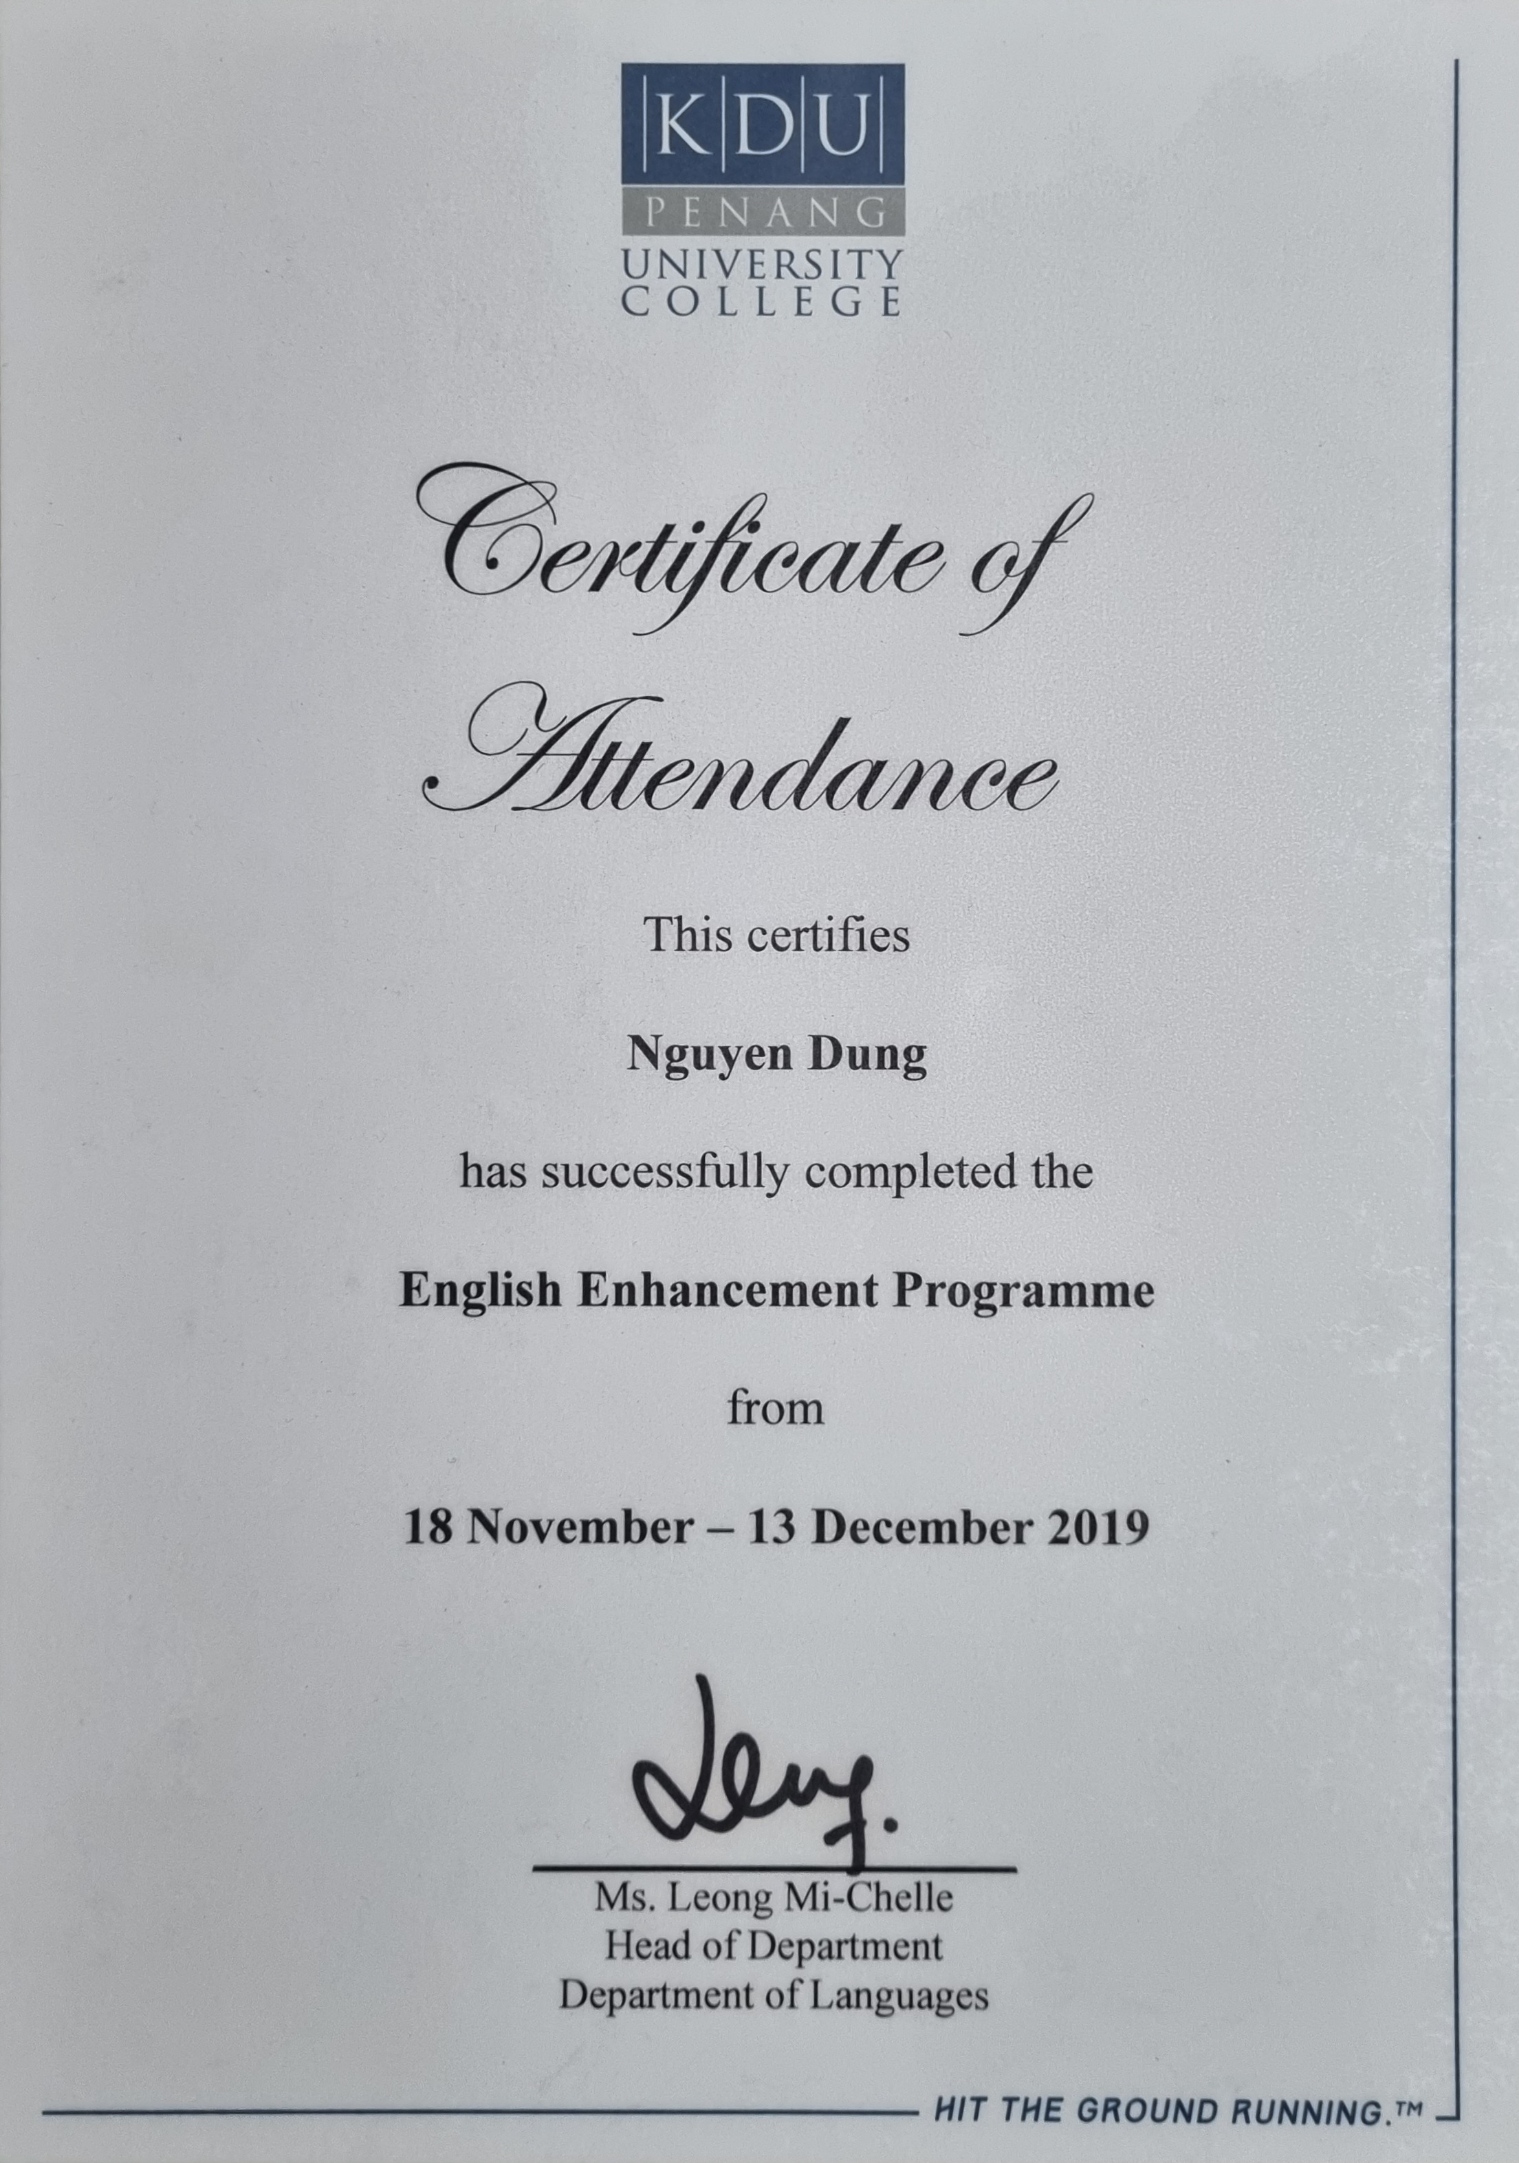 KDU
PENANG
UNIVERSITY
COLLEGE
Certificate of
Attendance
This certifies
Nguyen Dung
has successfully completed the
English Enhancement Programme
from
18 November – 13 December 2019
Leong.
Ms. Leong Mi-Chelle
Head of Department
Department of Languages
HIT THE GROUND RUNNING.™